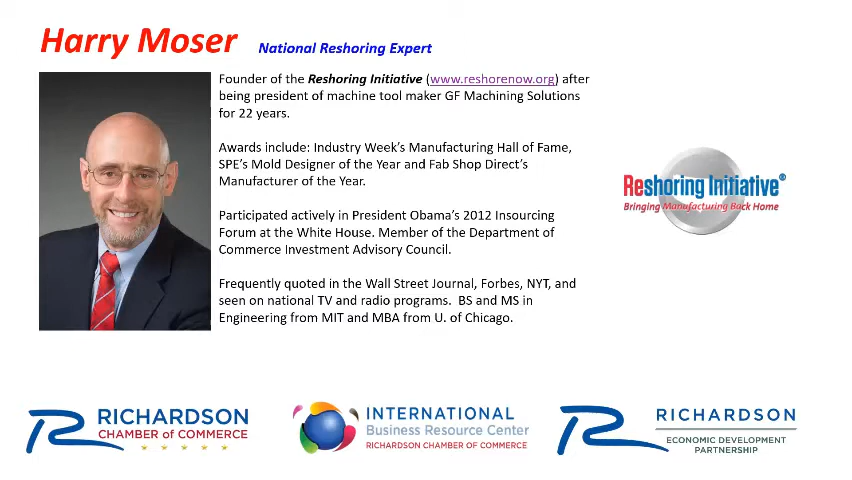 Harry Moser National Reshoring Expert
Founder of the Reshoring Initiative (www.reshorenow.org) after
being president of machine tool maker GF Machining Solutions
for 22 years.
Awards include: Industry Week's Manufacturing Hall of Fame,
SPE's Mold Designer of the Year and Fab Shop Direct's
Manufacturer of the Year.
Participated actively in President Obama's 2012 Insourcing
Forum at the White House. Member of the Department of
Commerce Investment Advisory Council.
Frequently quoted in the Wall Street Journal, Forbes, NYT, and
seen on national TV and radio programs. BS and MS in
Engineering from MIT and MBA from U. of Chicago.
Reshoring Initiative®
Bringing Manufacturing Back Home
RICHARDSON
CHAMBER of COMMERCE
INTERNATIONAL
Business Resource Center
RICHARDSON CHAMBER OF COMMERCE
RICHARDSON
ECONOMIC DEVELOPMENT
PARTNERSHIP